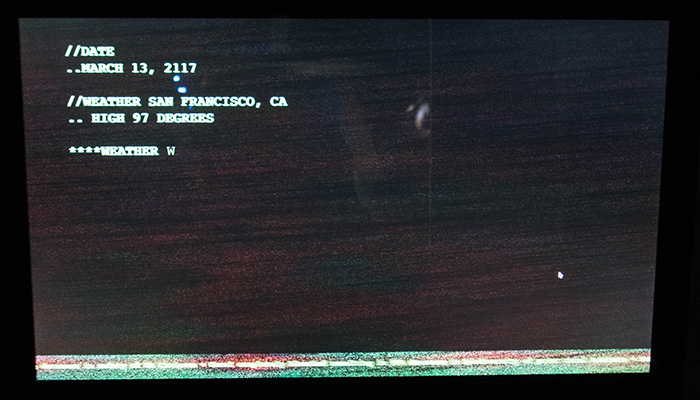 //DATE
..MARCH 13, 2117
//WEATHER SAN FRANCISCO, CA
.. HIGH 97 DEGREES
****WEATHER W